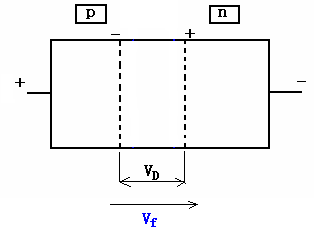 p n
− +
+ −
V_D
V_f